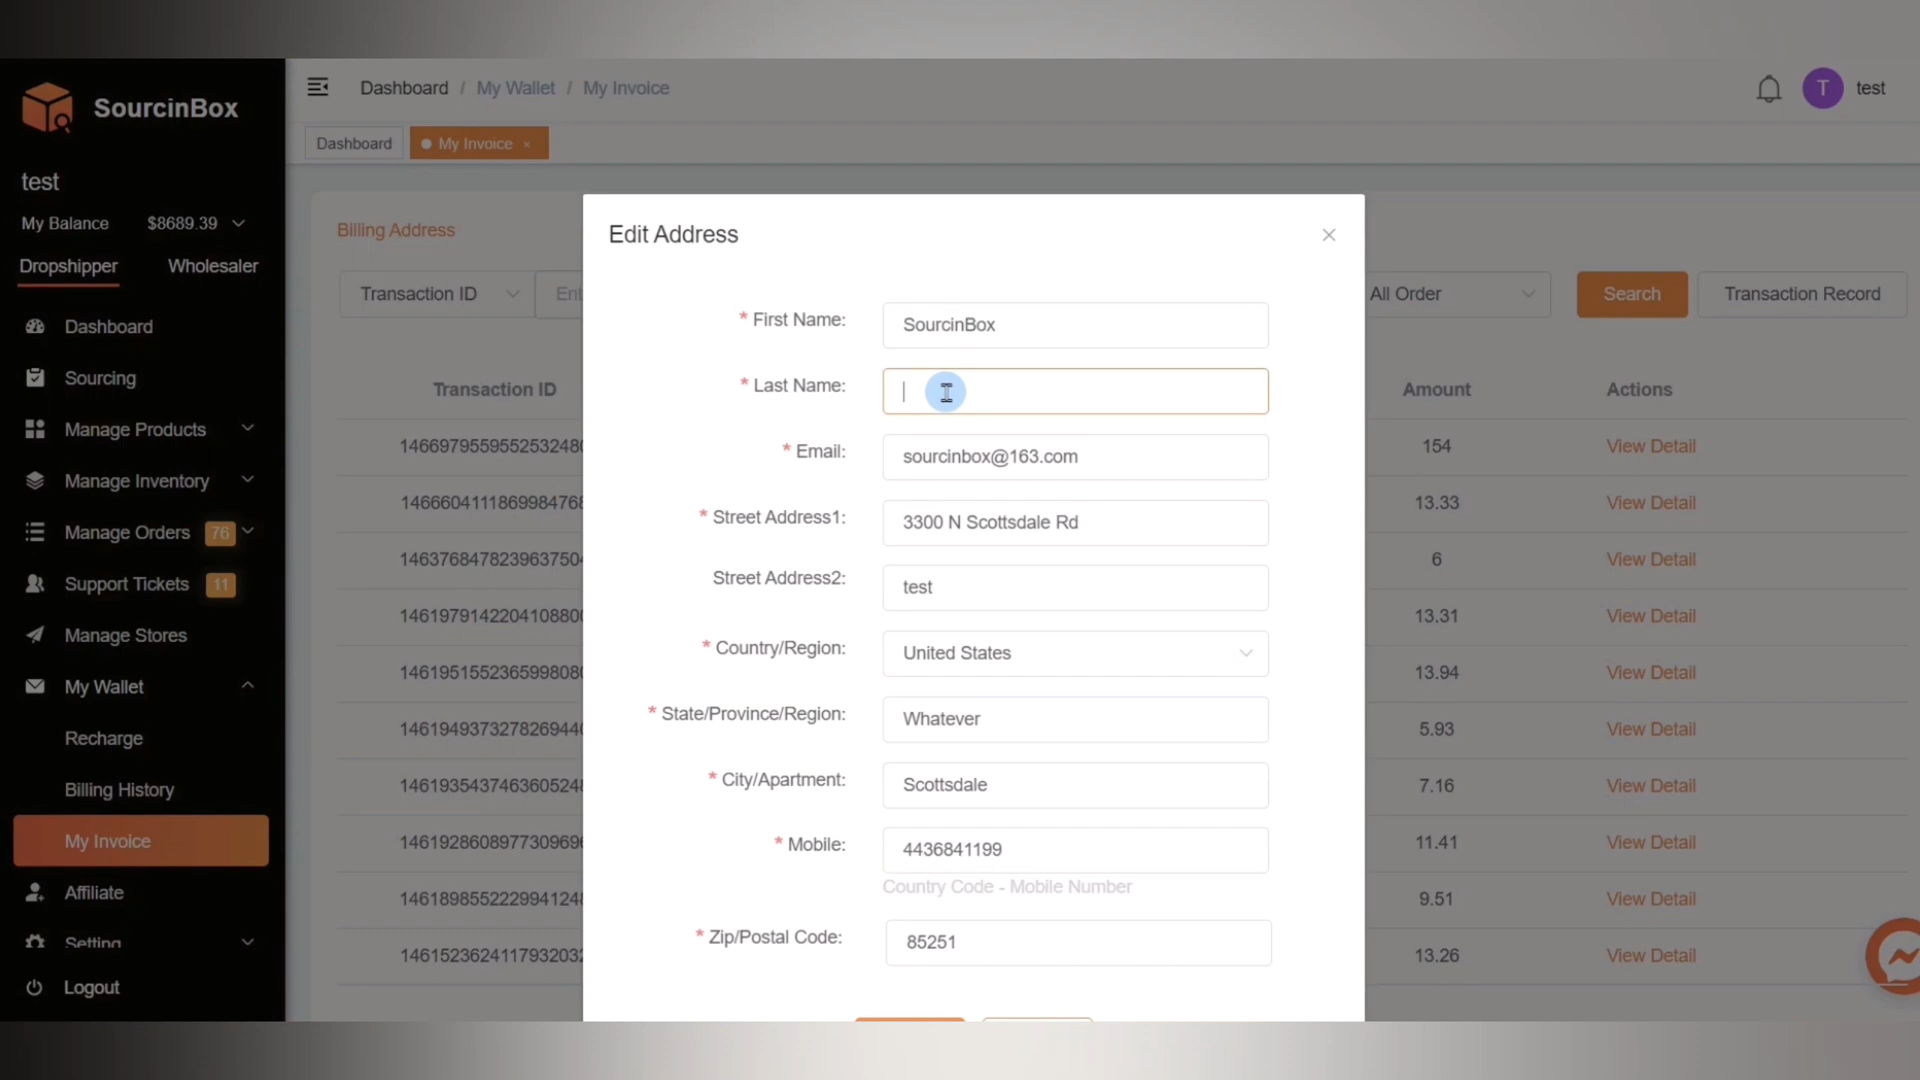 SourcinBox
Dashboard / My Wallet / My Invoice
T test
Dashboard
My Invoice ×
test
My Balance $8689.39
Dropshipper Wholesaler
Dashboard
Sourcing
Manage Products
Manage Inventory
Manage Orders 76
Support Tickets 11
Manage Stores
My Wallet
Recharge
Billing History
My Invoice
Affiliate
Setting
Logout
Billing Address
Transaction ID
All Order
Search
Transaction Record
Transaction ID Amount Actions
154 View Detail
13.33 View Detail
6 View Detail
13.31 View Detail
13.94 View Detail
5.93 View Detail
7.16 View Detail
11.41 View Detail
9.51 View Detail
13.26 View Detail
Edit Address
* First Name: SourcinBox
* Last Name:
* Email: sourcinbox@163.com
* Street Address1: 3300 N Scottsdale Rd
Street Address2: test
* Country/Region: United States
* State/Province/Region: Whatever
* City/Apartment: Scottsdale
* Mobile: 4436841199
Country Code - Mobile Number
* Zip/Postal Code: 85251